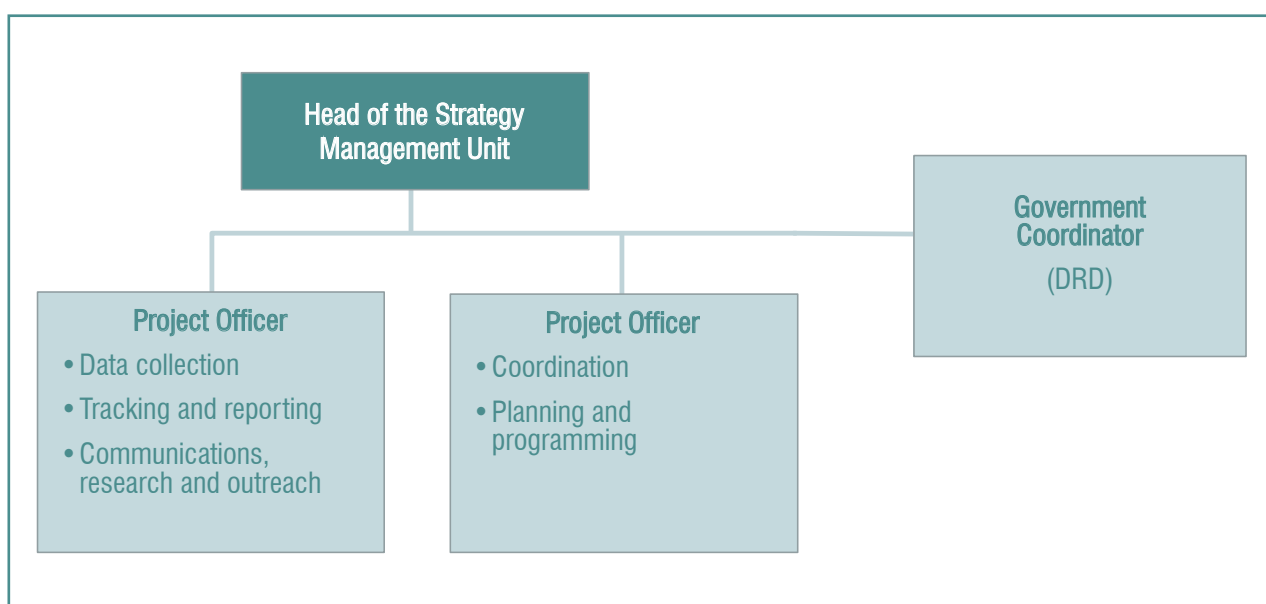 Head of the Strategy
Management Unit
Government
Coordinator
(DRD)
Project Officer
• Data collection
• Tracking and reporting
• Communications,
research and outreach
Project Officer
• Coordination
• Planning and
programming